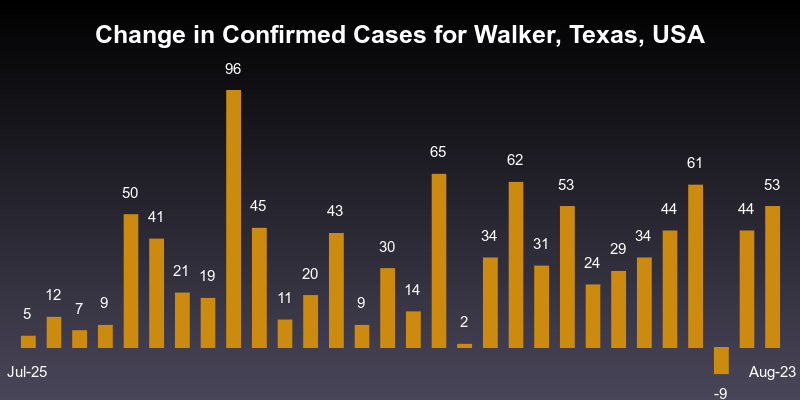 Change in Confirmed Cases for Walker, Texas, USA
5 12 7 9 50 41 21 19 96 45 11 20 43 9 30 14 65 2 34 62 31 53 24 29 34 44 61 -9 44 53
Jul-25 Aug-23